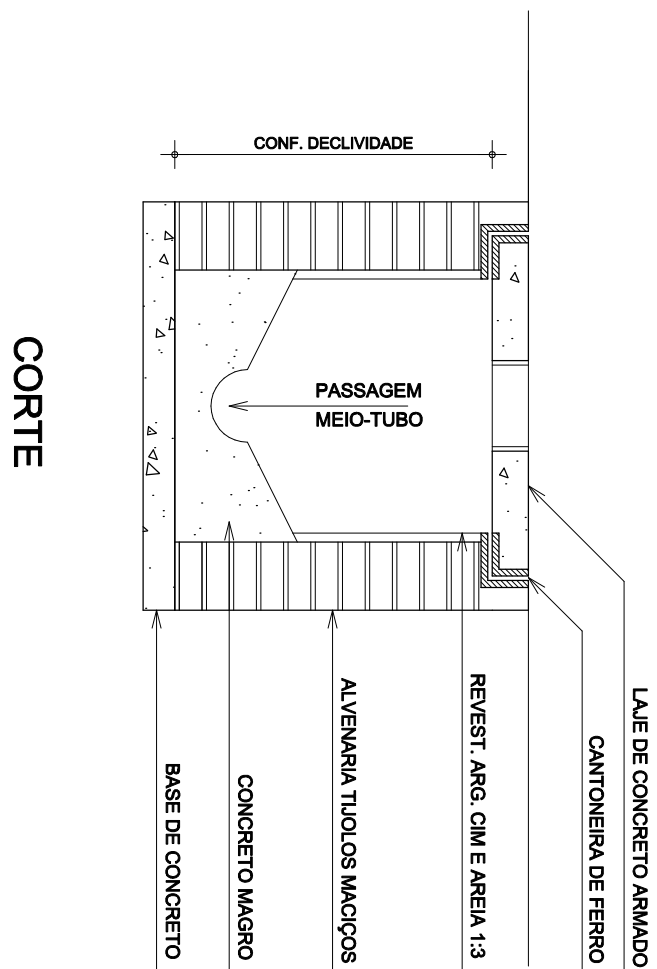 CONF. DECLIVIDADE
PASSAGEM
MEIO-TUBO
LAJE DE CONCRETO ARMADO
CANTONEIRA DE FERRO
REVEST. ARG. CIM E AREIA 1:3
ALVENARIA TIJOLOS MACIÇOS
CONCRETO MAGRO
BASE DE CONCRETO
CORTE